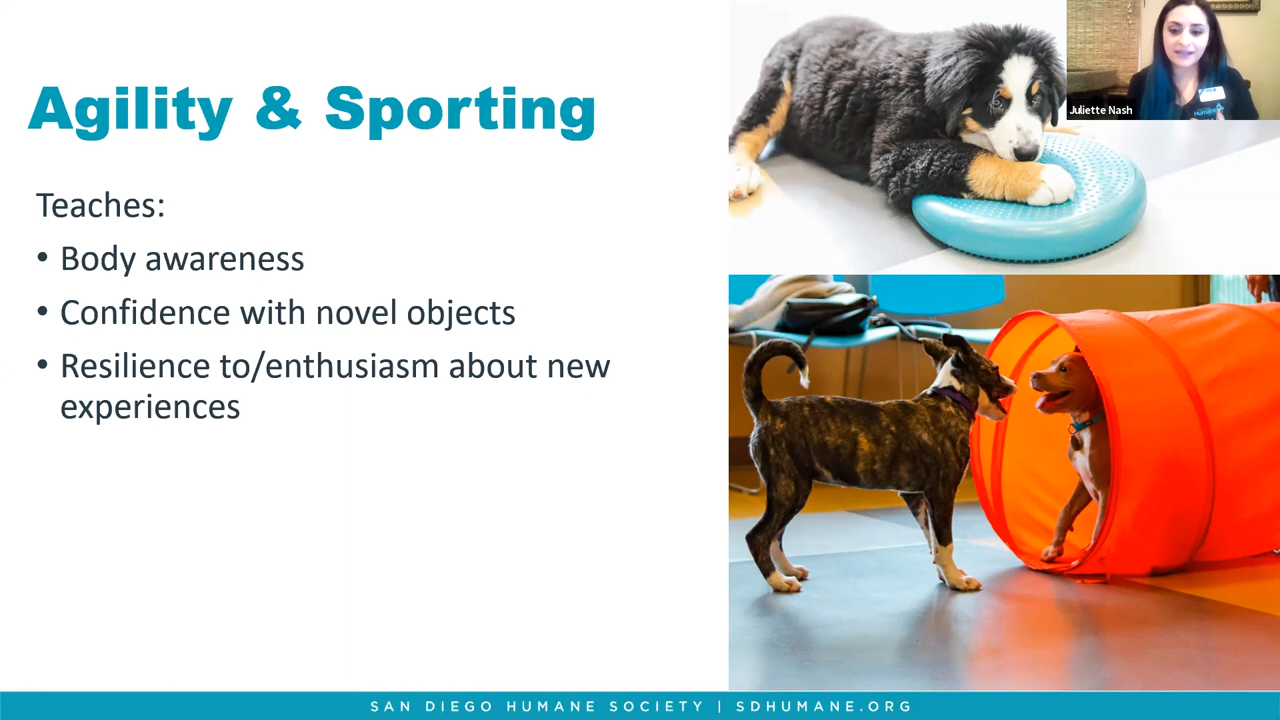 Agility & Sporting
Juliette Nash
Teaches:
• Body awareness
• Confidence with novel objects
• Resilience to/enthusiasm about new
experiences
SAN DIEGO HUMANE SOCIETY | SDHUMANE.ORG